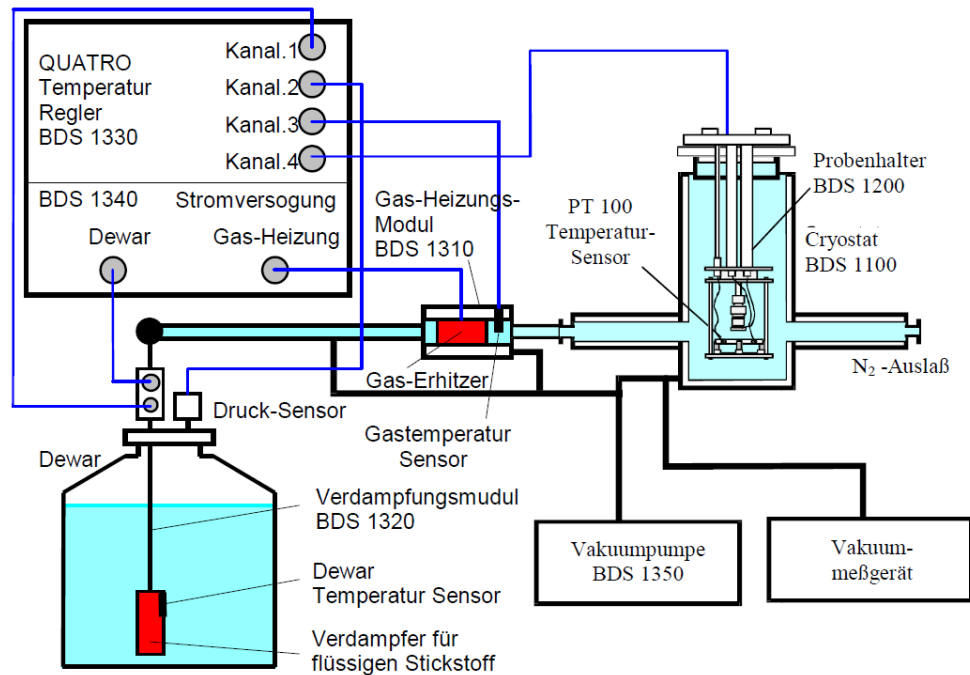 QUATRO
Temperatur
Regler
BDS 1330
Kanal.1
Kanal.2
Kanal.3
Kanal.4
BDS 1340
Stromversogung
Dewar
Gas-Heizung
Gas-Heizungs-
Modul
BDS 1310
PT 100
Temperatur-
Sensor
Probenhalter
BDS 1200
Cryostat
BDS 1100
N₂ -Auslaß
Gas-Erhitzer
Gastemperatur
Sensor
Druck-Sensor
Dewar
Verdampfungsmudul
BDS 1320
Dewar
Temperatur Sensor
Verdampfer für
flüssigen Stickstoff
Vakuumpumpe
BDS 1350
Vakuum-
meßgerät